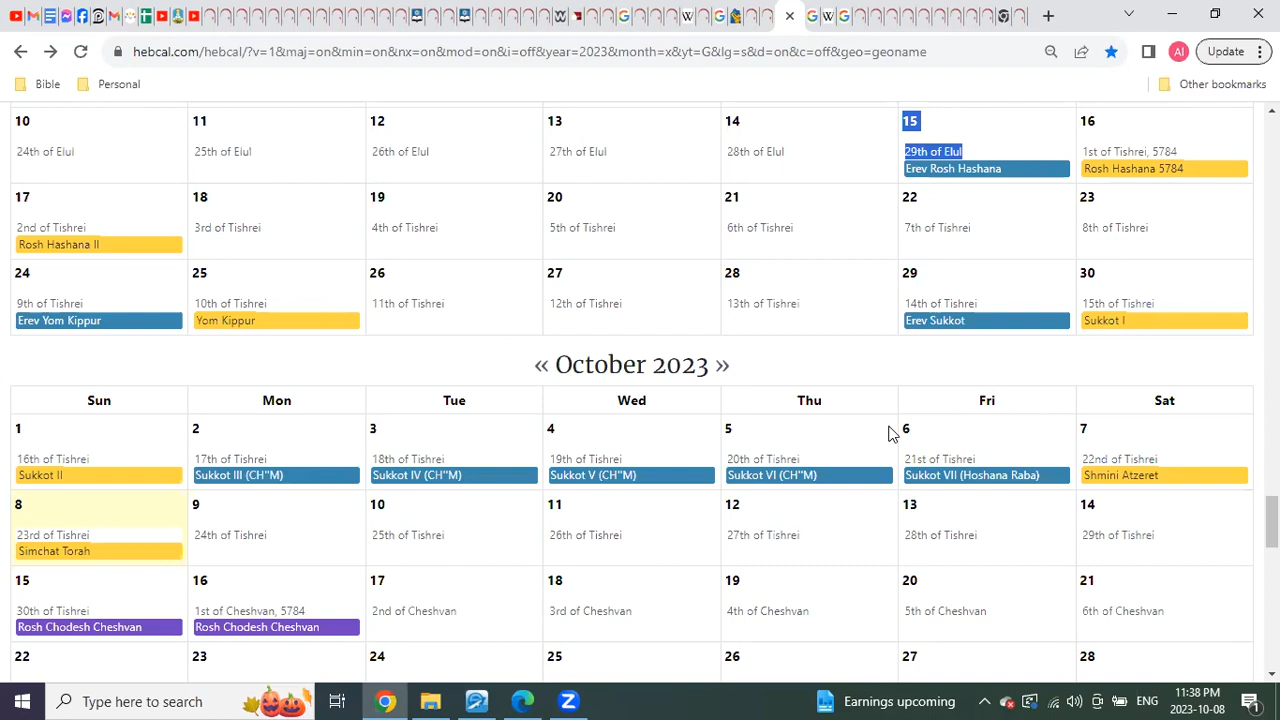 hebcal.com/hebcal/?v=1&maj=on&min=on&nx=on&mod=on&i=off&year=2023&month=x&yt=G&lg=s&d=on&c=off&geo=geoname
AI
Update
Bible
Personal
Other bookmarks
10 11 12 13 14 15 16
24th of Elul 25th of Elul 26th of Elul 27th of Elul 28th of Elul 29th of Elul 1st of Tishrei, 5784
Erev Rosh Hashana Rosh Hashana 5784
17 18 19 20 21 22 23
2nd of Tishrei 3rd of Tishrei 4th of Tishrei 5th of Tishrei 6th of Tishrei 7th of Tishrei 8th of Tishrei
Rosh Hashana II
24 25 26 27 28 29 30
9th of Tishrei 10th of Tishrei 11th of Tishrei 12th of Tishrei 13th of Tishrei 14th of Tishrei 15th of Tishrei
Erev Yom Kippur Yom Kippur Erev Sukkot Sukkot I
« October 2023 »
Sun Mon Tue Wed Thu Fri Sat
1 2 3 4 5 6 7
16th of Tishrei 17th of Tishrei 18th of Tishrei 19th of Tishrei 20th of Tishrei 21st of Tishrei 22nd of Tishrei
Sukkot II Sukkot III (CH"M) Sukkot IV (CH"M) Sukkot V (CH"M) Sukkot VI (CH"M) Sukkot VII (Hoshana Raba) Shmini Atzeret
8 9 10 11 12 13 14
23rd of Tishrei 24th of Tishrei 25th of Tishrei 26th of Tishrei 27th of Tishrei 28th of Tishrei 29th of Tishrei
Simchat Torah
15 16 17 18 19 20 21
30th of Tishrei 1st of Cheshvan, 5784 2nd of Cheshvan 3rd of Cheshvan 4th of Cheshvan 5th of Cheshvan 6th of Cheshvan
Rosh Chodesh Cheshvan Rosh Chodesh Cheshvan
22 23 24 25 26 27 28
Type here to search
Earnings upcoming
ENG
11:38 PM
2023-10-08
1